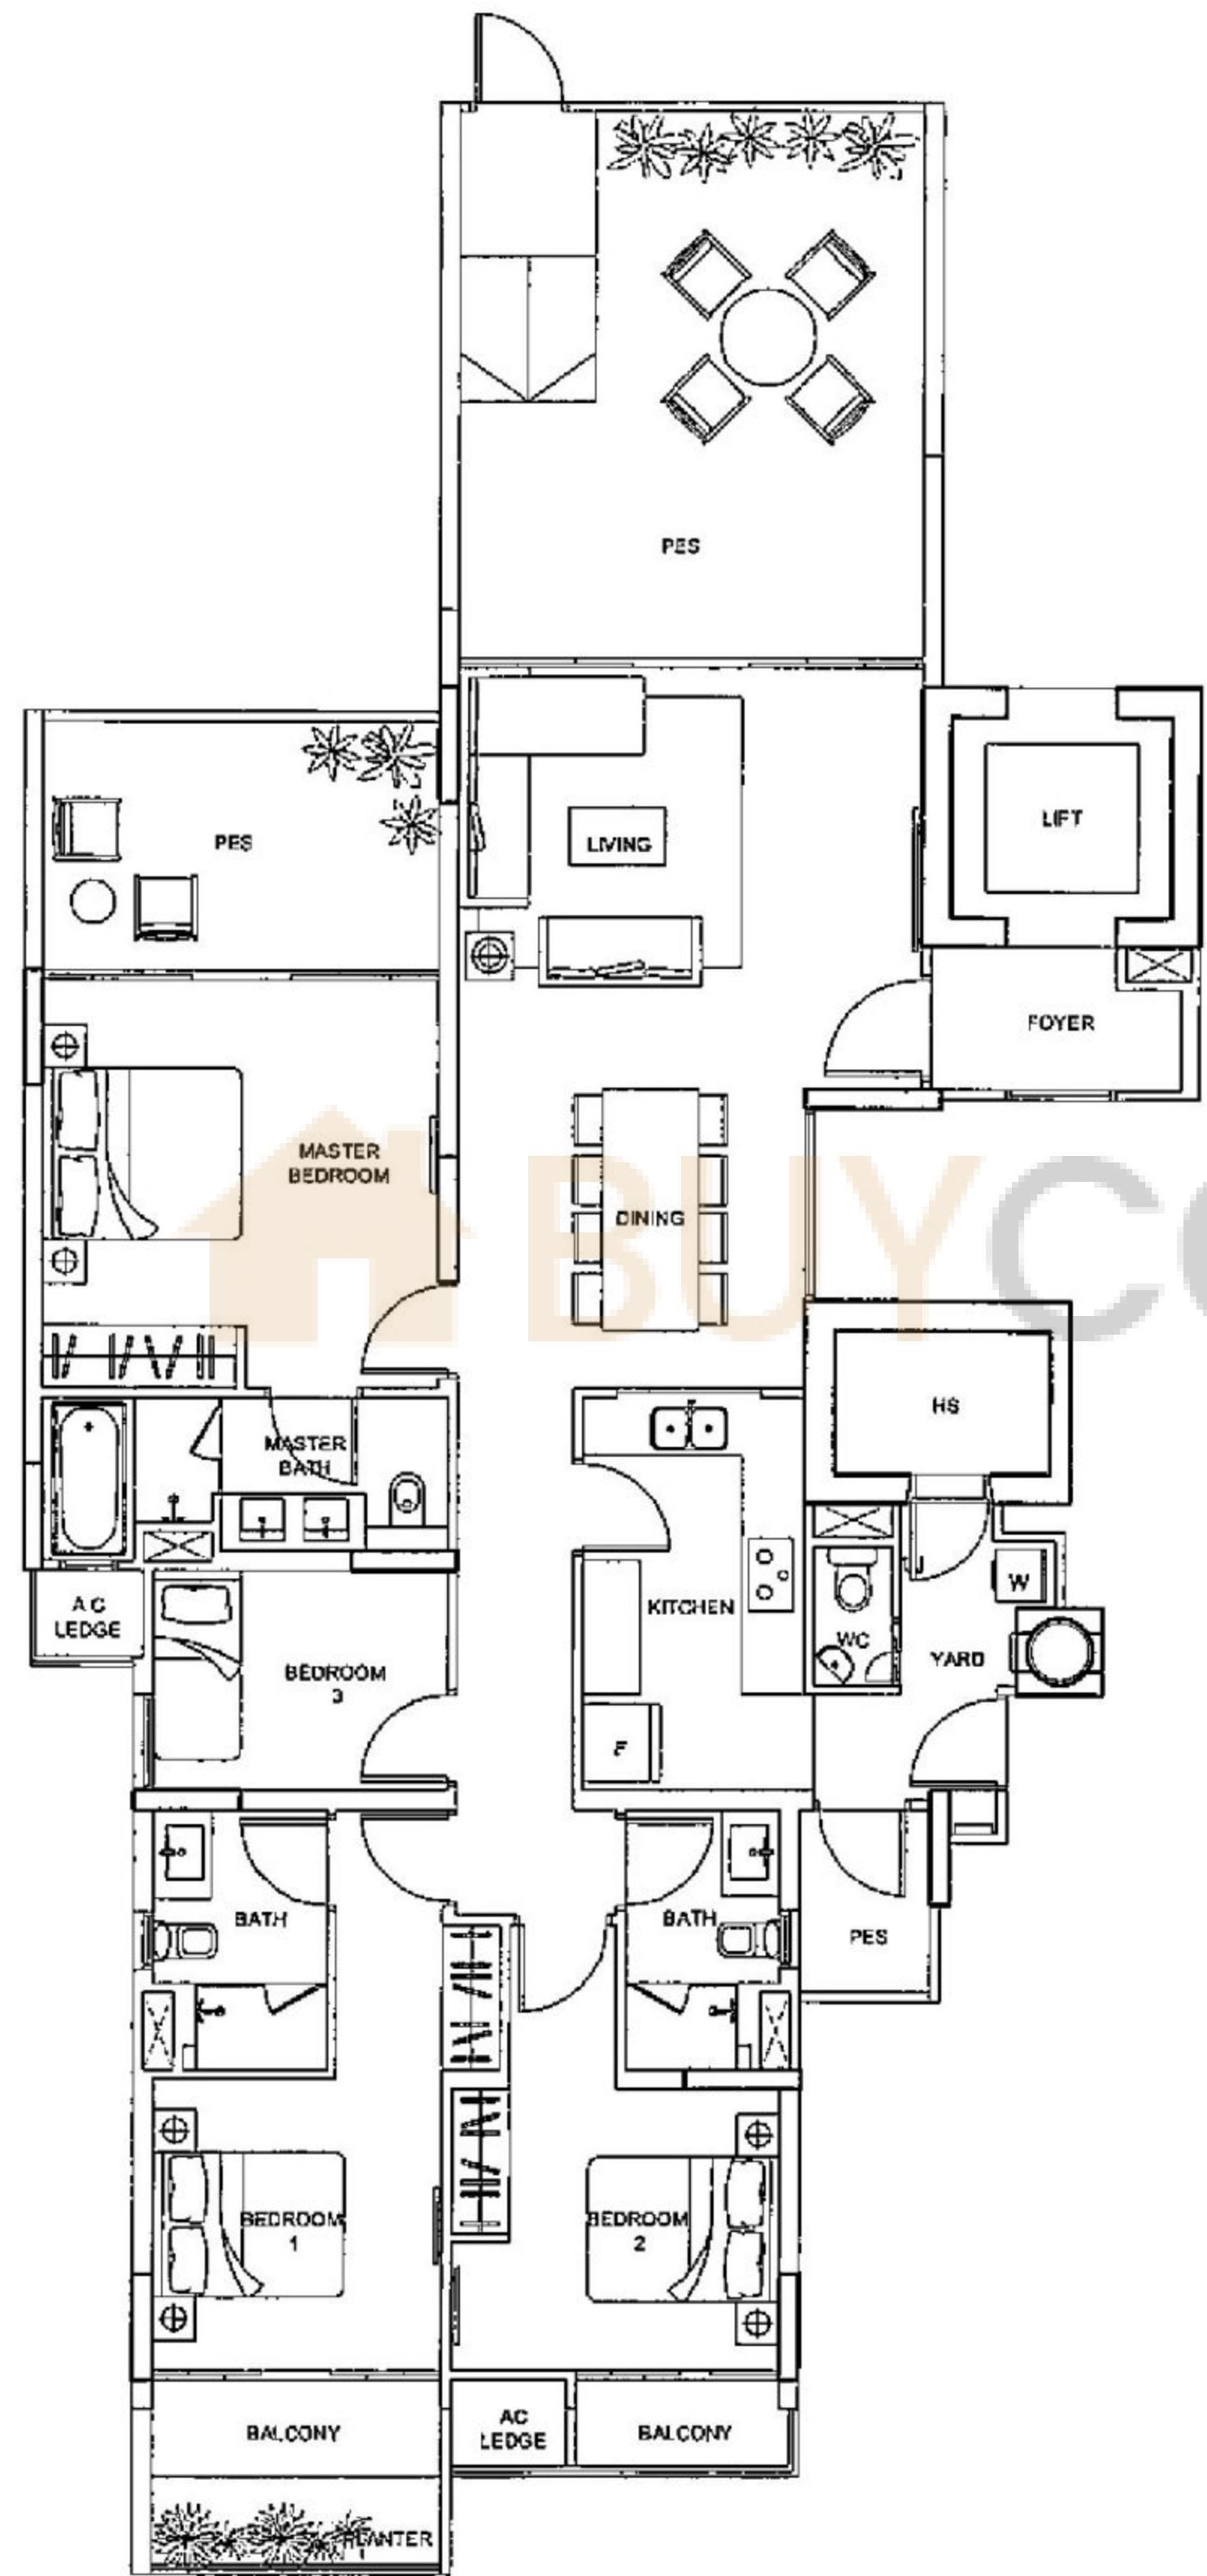 PES
PES
LIVING
LIFT
FOYER
MASTER
BEDROOM
BUYCO
DINING
HS
MASTER
BATH
A C
LEDGE
BEDROOM
3
KITCHEN
WC
W
YARD
F
BATH
BATH
PES
BEDROOM
1
BEDROOM
2
BALCONY
AC
LEDGE
BALCONY
PLANTER